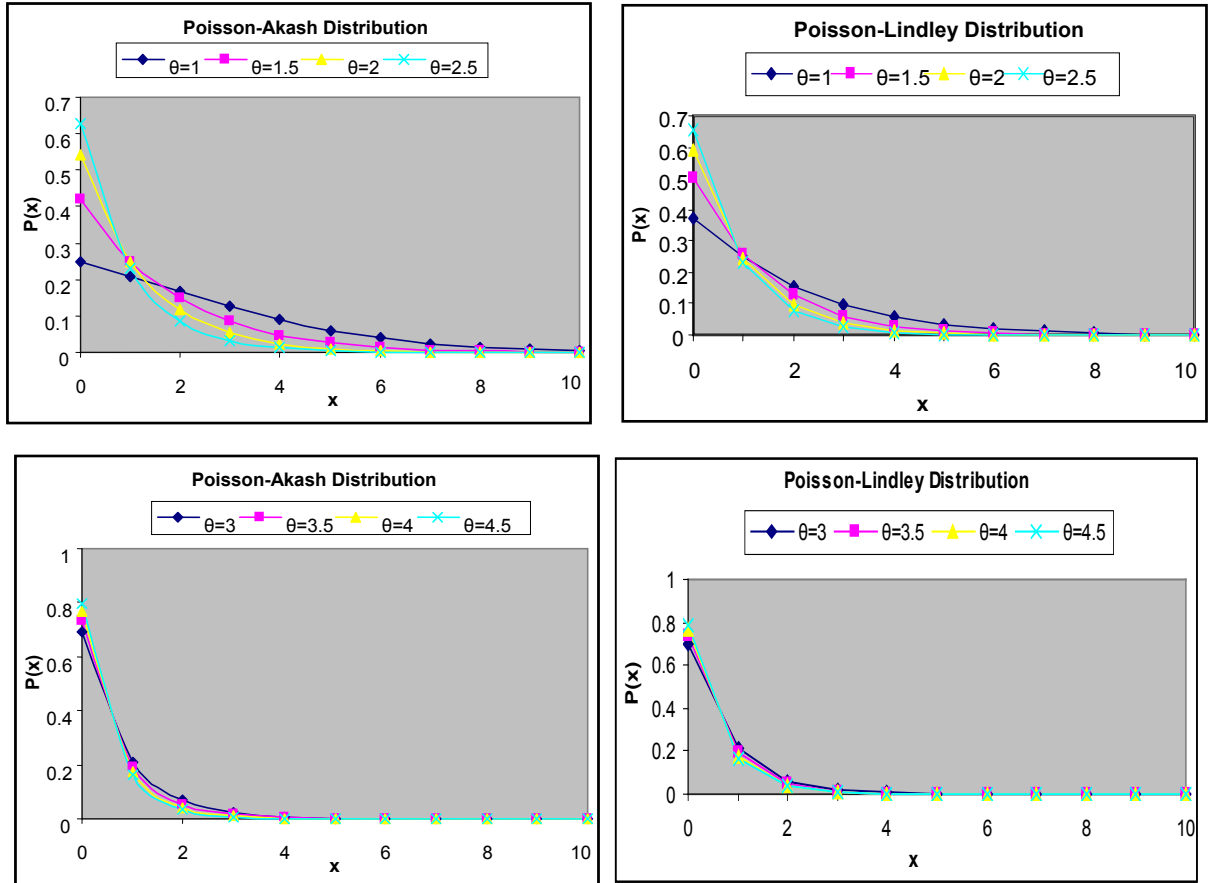 Poisson-Akash Distribution
θ=1 θ=1.5 θ=2 θ=2.5
0.7
0.6
0.5
0.4
0.3
0.2
0.1
0
P(x)
0 2 4 6 8 10
x
Poisson-Lindley Distribution
θ=1 θ=1.5 θ=2 θ=2.5
0.7
0.6
0.5
0.4
0.3
0.2
0.1
0
P(x)
0 2 4 6 8 10
x
Poisson-Akash Distribution
θ=3 θ=3.5 θ=4 θ=4.5
1
0.8
0.6
0.4
0.2
0
P(x)
0 2 4 6 8 10
x
Poisson-Lindley Distribution
θ=3 θ=3.5 θ=4 θ=4.5
1
0.8
0.6
0.4
0.2
0
P(x)
0 2 4 6 8 10
x